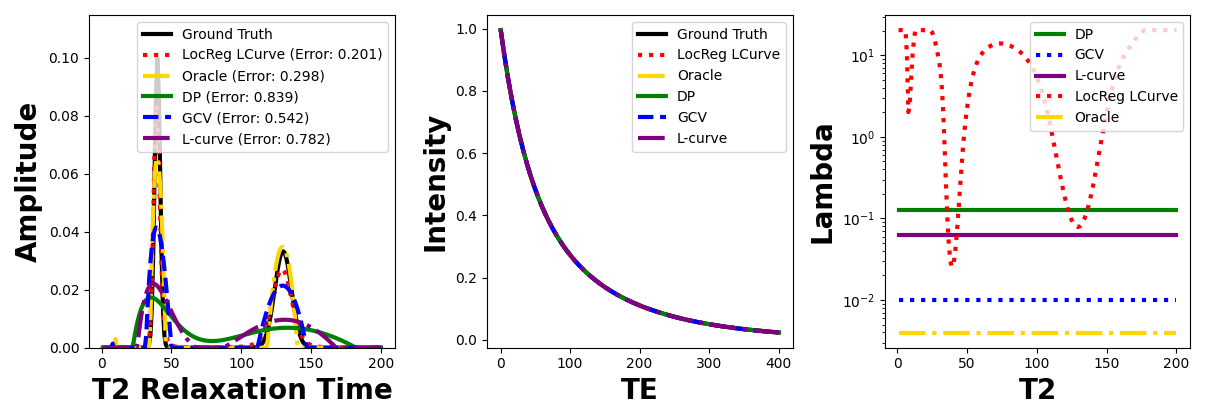 Amplitude
0.10
0.08
0.06
0.04
0.02
0.00
0
50
100
150
200
T2 Relaxation Time
Ground Truth
LocReg LCurve (Error: 0.201)
Oracle (Error: 0.298)
DP (Error: 0.839)
GCV (Error: 0.542)
L-curve (Error: 0.782)
Intensity
1.0
0.8
0.6
0.4
0.2
0.0
0
100
200
300
400
TE
Ground Truth
LocReg LCurve
Oracle
DP
GCV
L-curve
Lambda
10¹
10⁰
10⁻¹
10⁻²
0
50
100
150
200
T2
DP
GCV
L-curve
LocReg LCurve
Oracle